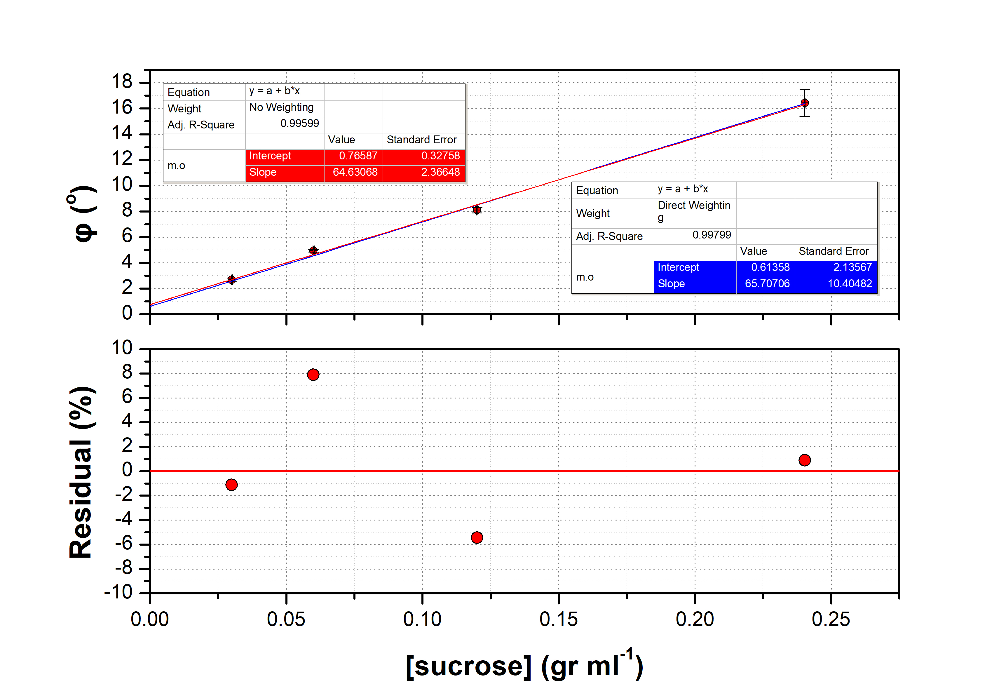 18
16
14
12
10
8
6
4
2
0
φ (º)
Equation y = a + b*x
Weight No Weighting
Adj. R-Square 0.99599
Value Standard Error
m.o
Intercept 0.76587 0.32758
Slope 64.63068 2.36648
Equation y = a + b*x
Weight Direct Weightin
g
Adj. R-Square 0.99799
Value Standard Error
m.o
Intercept 0.61358 2.13567
Slope 65.70706 10.40482
10
8
6
4
2
0
-2
-4
-6
-8
-10
Residual (%)
0.00 0.05 0.10 0.15 0.20 0.25
[sucrose] (gr ml⁻¹)